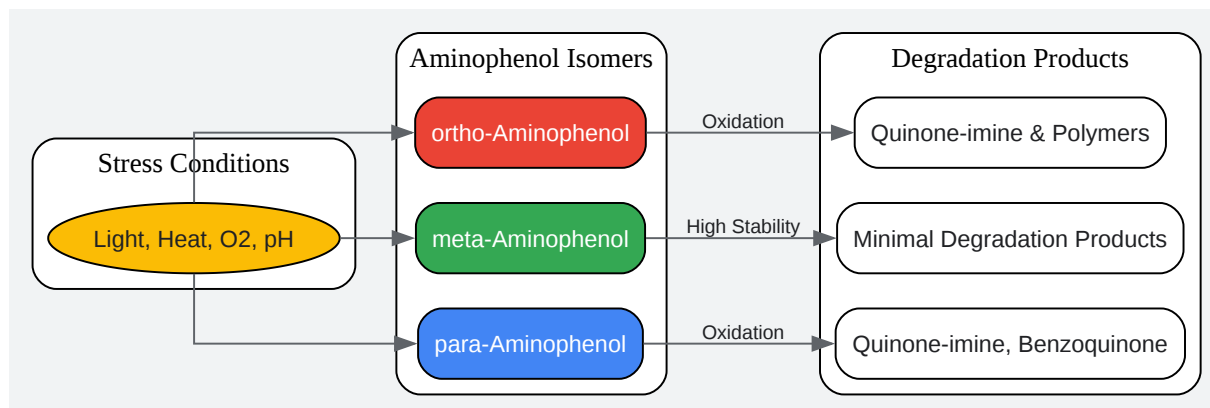 Stress Conditions
Light, Heat, O2, pH
Aminophenol Isomers
ortho-Aminophenol
meta-Aminophenol
para-Aminophenol
Oxidation
High Stability
Oxidation
Degradation Products
Quinone-imine & Polymers
Minimal Degradation Products
Quinone-imine, Benzoquinone